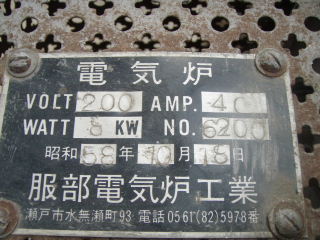 電気炉
VOLT 200 AMP. 40
WATT 8 KW NO. 6200
昭和 58 年 10 月 18 日
服部電気炉工業
瀬戸市水無瀬町93 電話0561(82)5978番